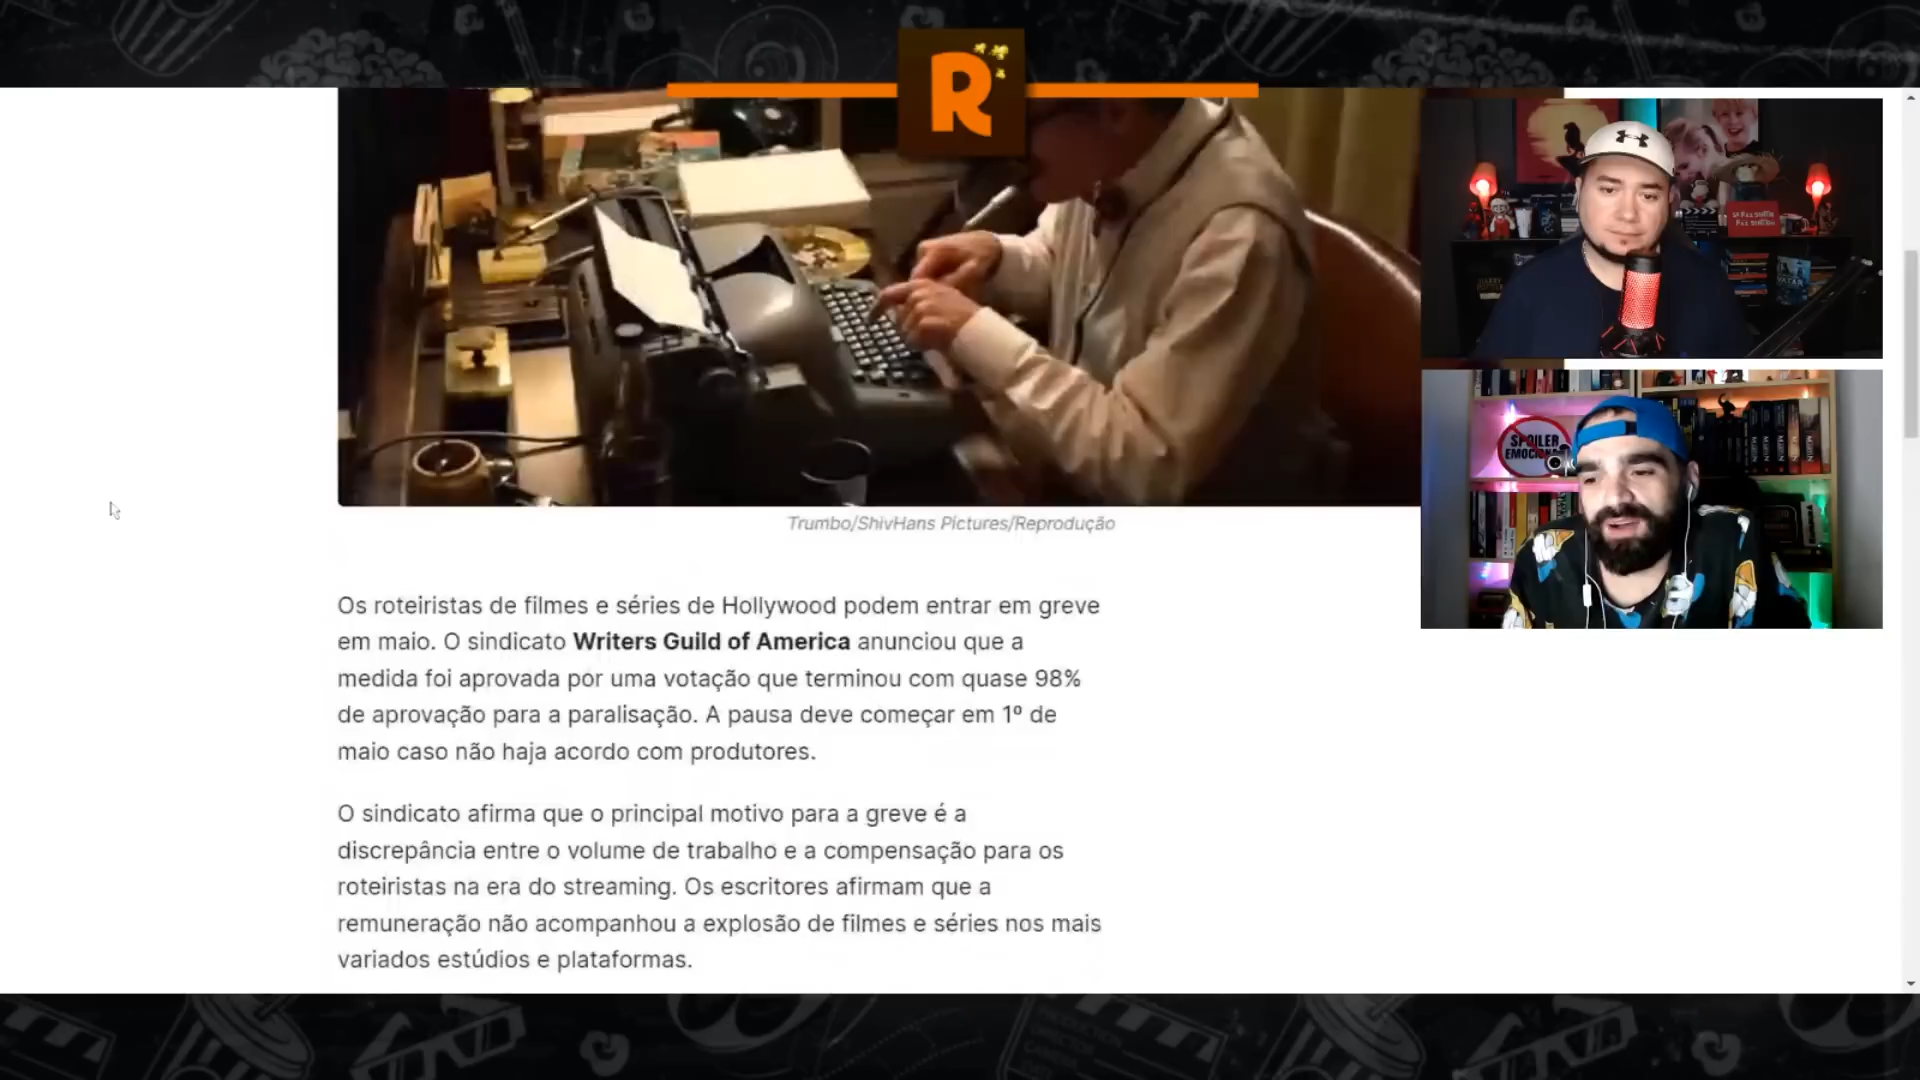 R
Trumbo/ShivHans Pictures/Reprodução
Os roteiristas de filmes e séries de Hollywood podem entrar em greve
em maio. O sindicato Writers Guild of America anunciou que a
medida foi aprovada por uma votação que terminou com quase 98%
de aprovação para a paralisação. A pausa deve começar em 1º de
maio caso não haja acordo com produtores.
O sindicato afirma que o principal motivo para a greve é a
discrepância entre o volume de trabalho e a compensação para os
roteiristas na era do streaming. Os escritores afirmam que a
remuneração não acompanhou a explosão de filmes e séries nos mais
variados estúdios e plataformas.
SPOILER